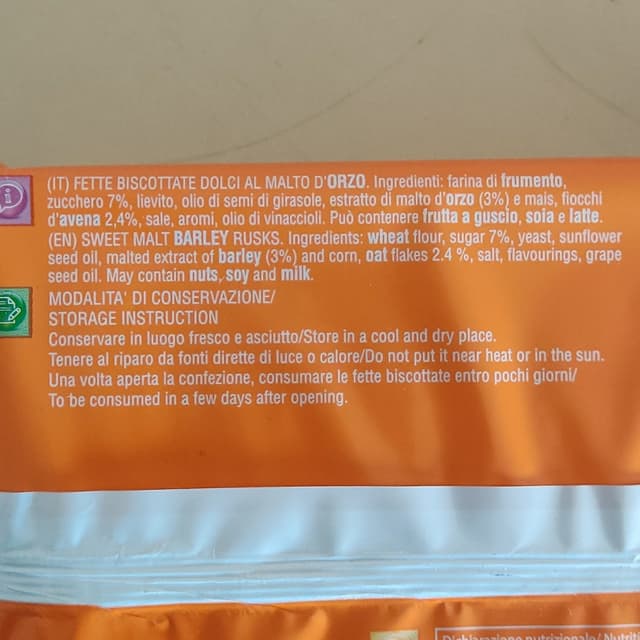 (IT) FETTE BISCOTTATE DOLCI AL MALTO D'ORZO. Ingredienti: farina di frumento,
zucchero 7%, lievito, olio di semi di girasole, estratto di malto d'orzo (3%) e mais, fiocchi
d'avena 2,4%, sale, aromi, olio di vinaccioli. Può contenere frutta a guscio, soia e latte.
(EN) SWEET MALT BARLEY RUSKS. Ingredients: wheat flour, sugar 7%, yeast, sunflower
seed oil, malted extract of barley (3%) and corn, oat flakes 2.4 %, salt, flavourings, grape
seed oil. May contain nuts, soy and milk.
MODALITA' DI CONSERVAZIONE/
STORAGE INSTRUCTION
Conservare in luogo fresco e asciutto/Store in a cool and dry place.
Tenere al riparo da fonti dirette di luce o calore/Do not put it near heat or in the sun.
Una volta aperta la confezione, consumare le fette biscottate entro pochi giorni/
To be consumed in a few days after opening.
Dichiarazione nutrizionale/